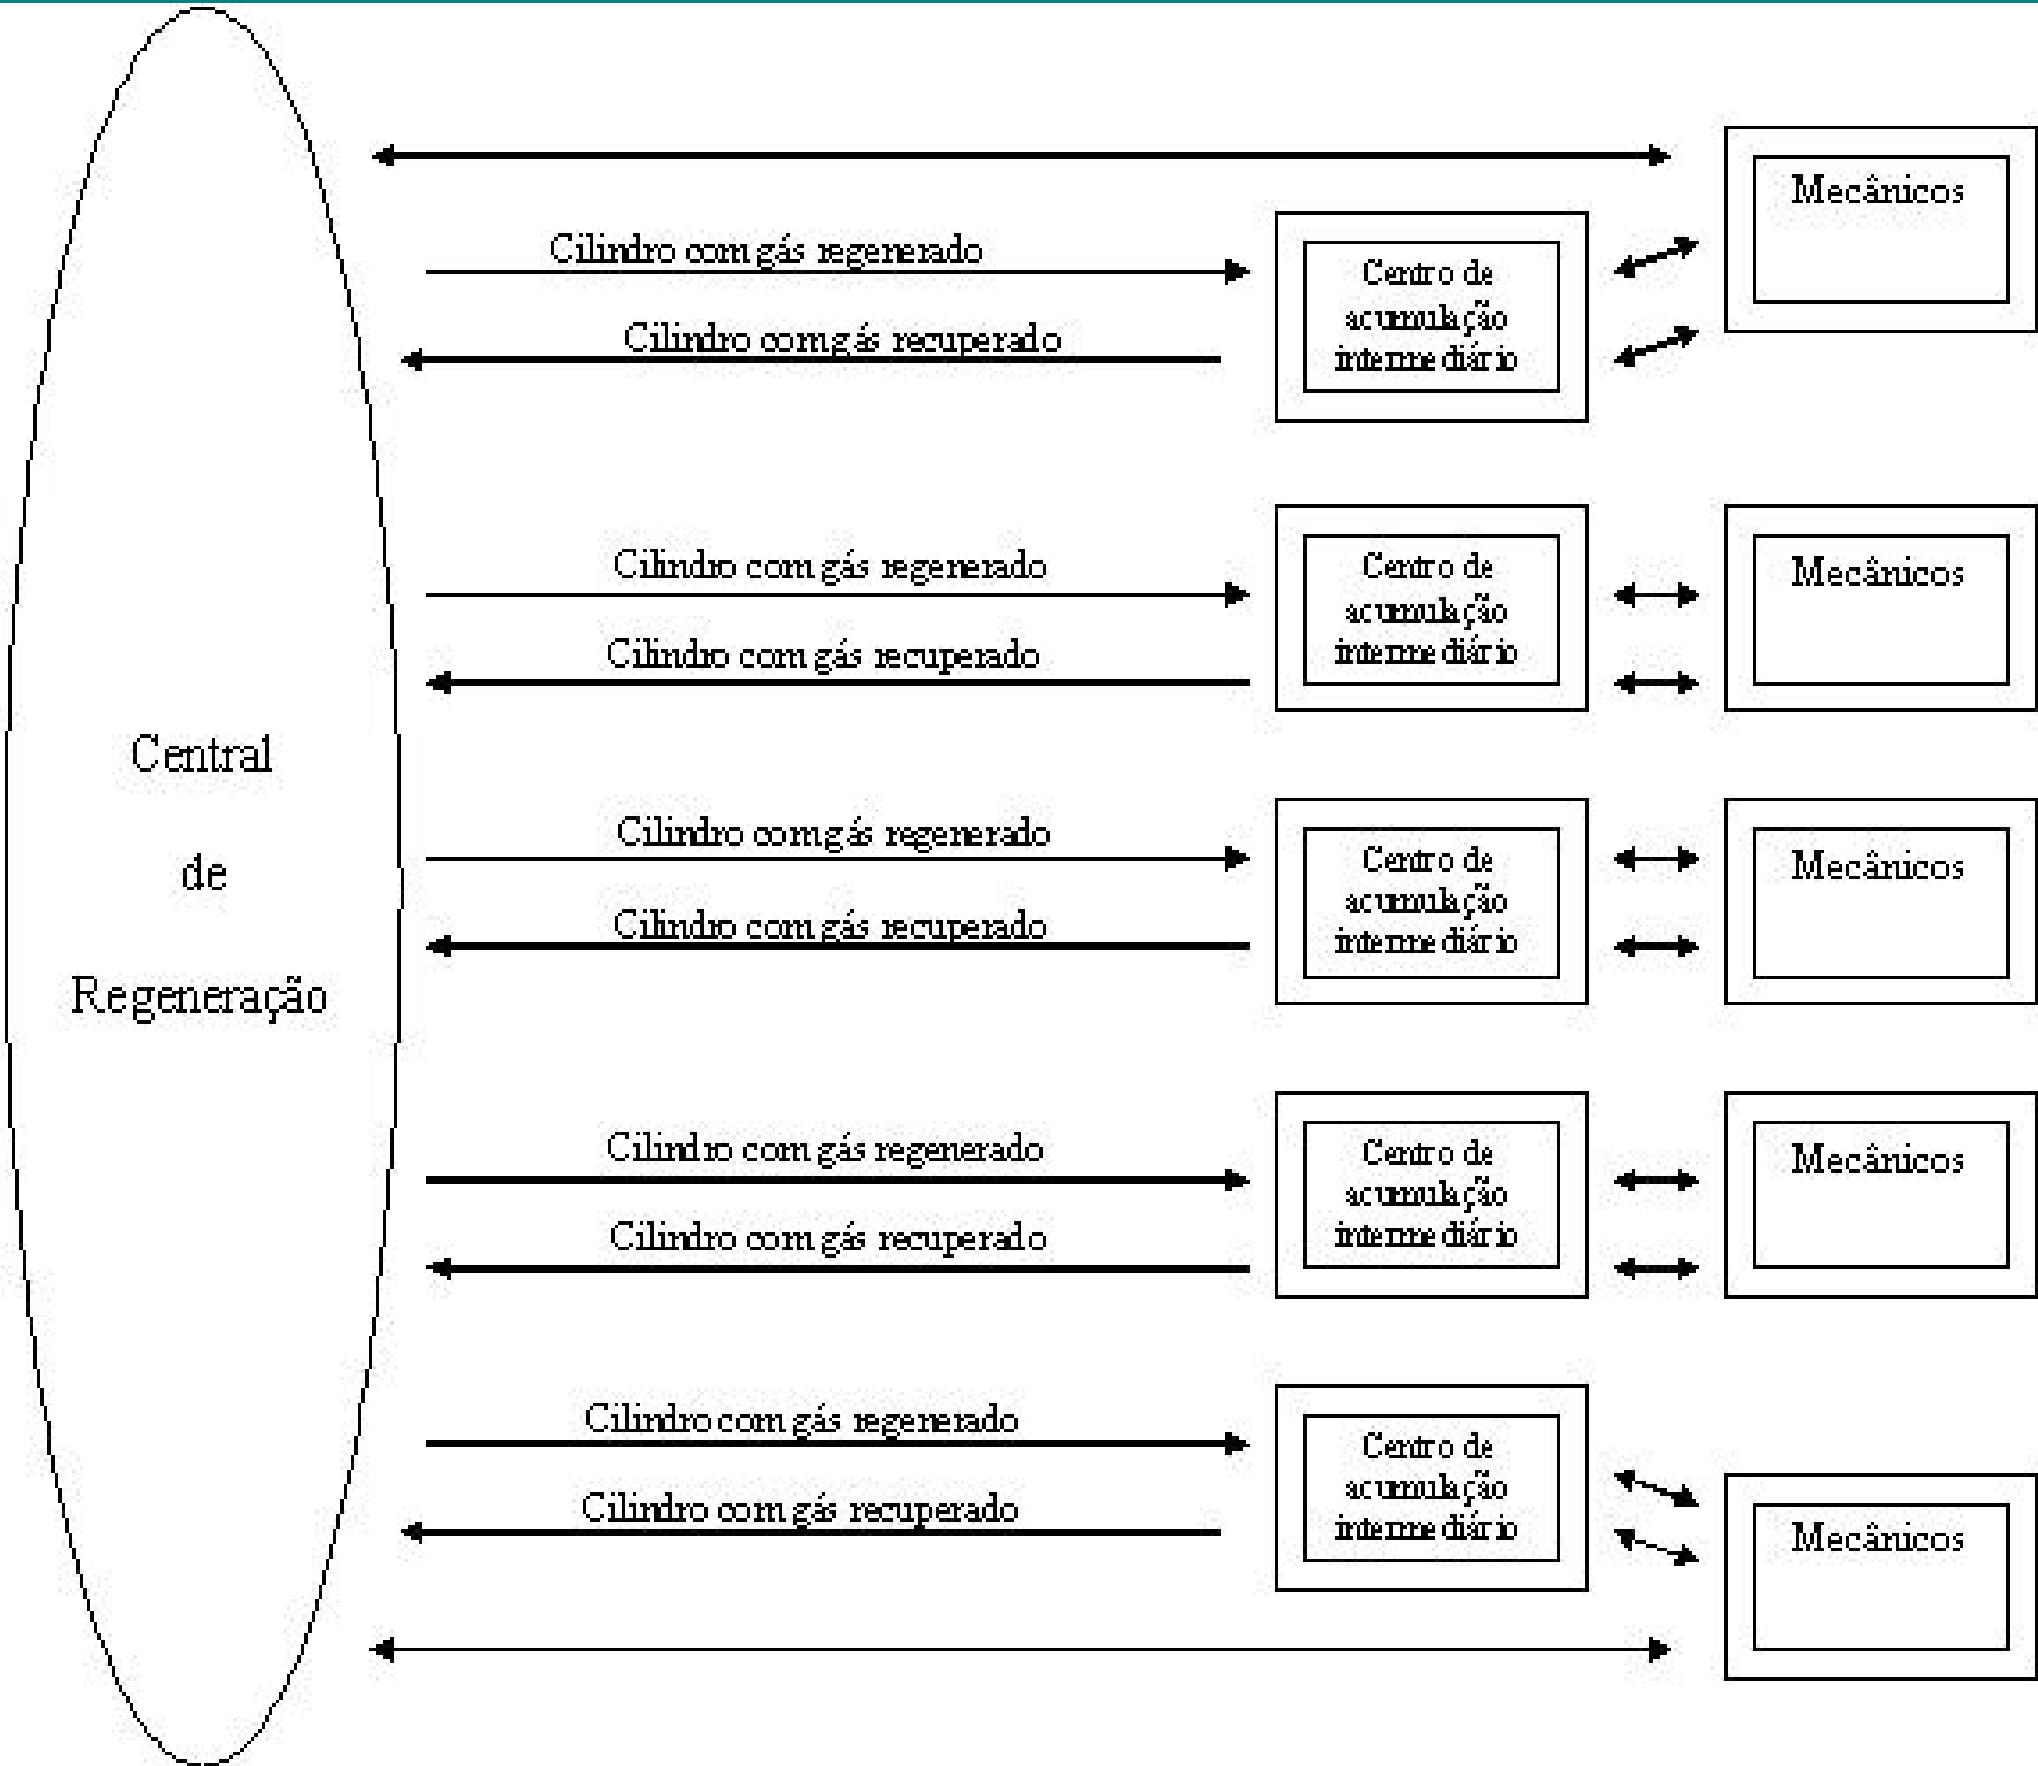 Mecânicos
Cilindro com gás regenerado
Centro de
acumulação
intermediário
Cilindro com gás recuperado
Cilindro com gás regenerado
Centro de
acumulação
intermediário
Mecânicos
Cilindro com gás recuperado
Central
de
Regeneração
Cilindro com gás regenerado
Centro de
acumulação
intermediário
Mecânicos
Cilindro com gás recuperado
Cilindro com gás regenerado
Centro de
acumulação
intermediário
Mecânicos
Cilindro com gás recuperado
Cilindro com gás regenerado
Centro de
acumulação
intermediário
Cilindro com gás recuperado
Mecânicos